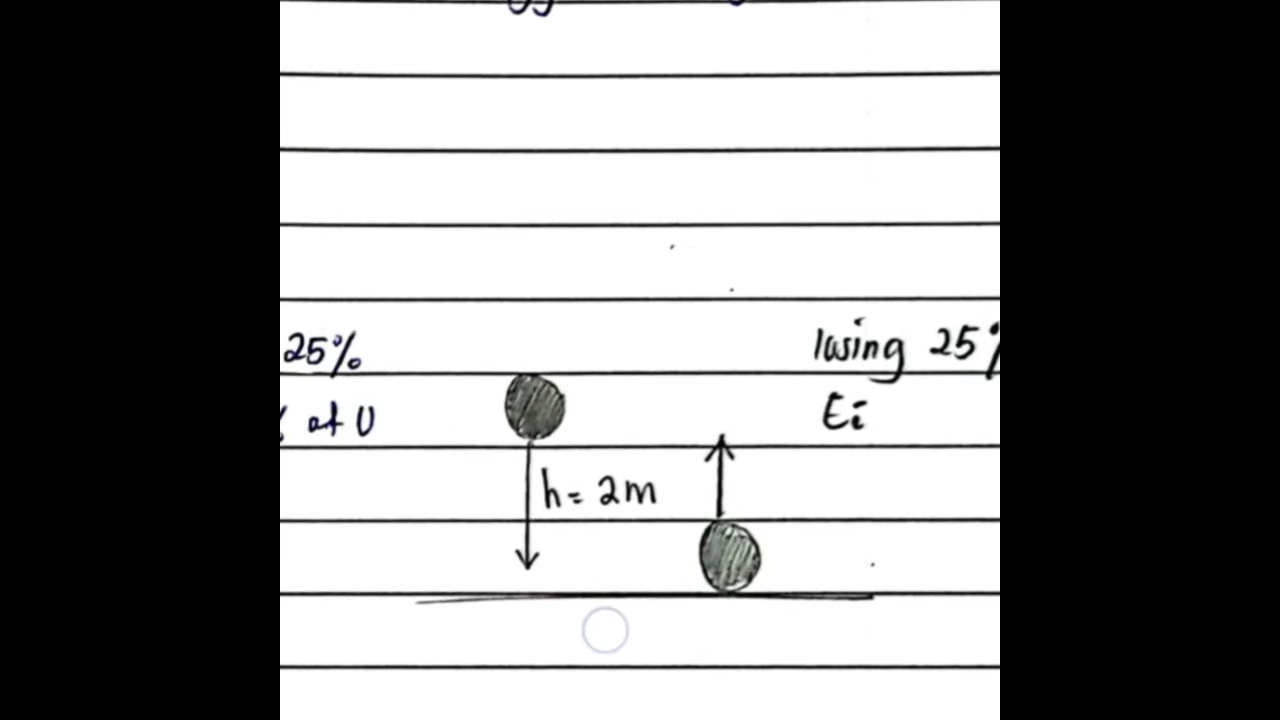 25%
losing 25%
at U
Ei
h = 2m